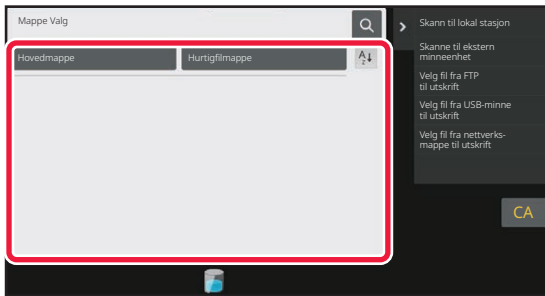 Mappe Valg
Hovedmappe
Hurtigfilmappe
A
Z
Skann til lokal stasjon
Skanne til ekstern
minneenhet
Velg fil fra FTP
til utskrift
Velg fil fra USB-minne
til utskrift
Velg fil fra nettverks-
mappe til utskrift
CA